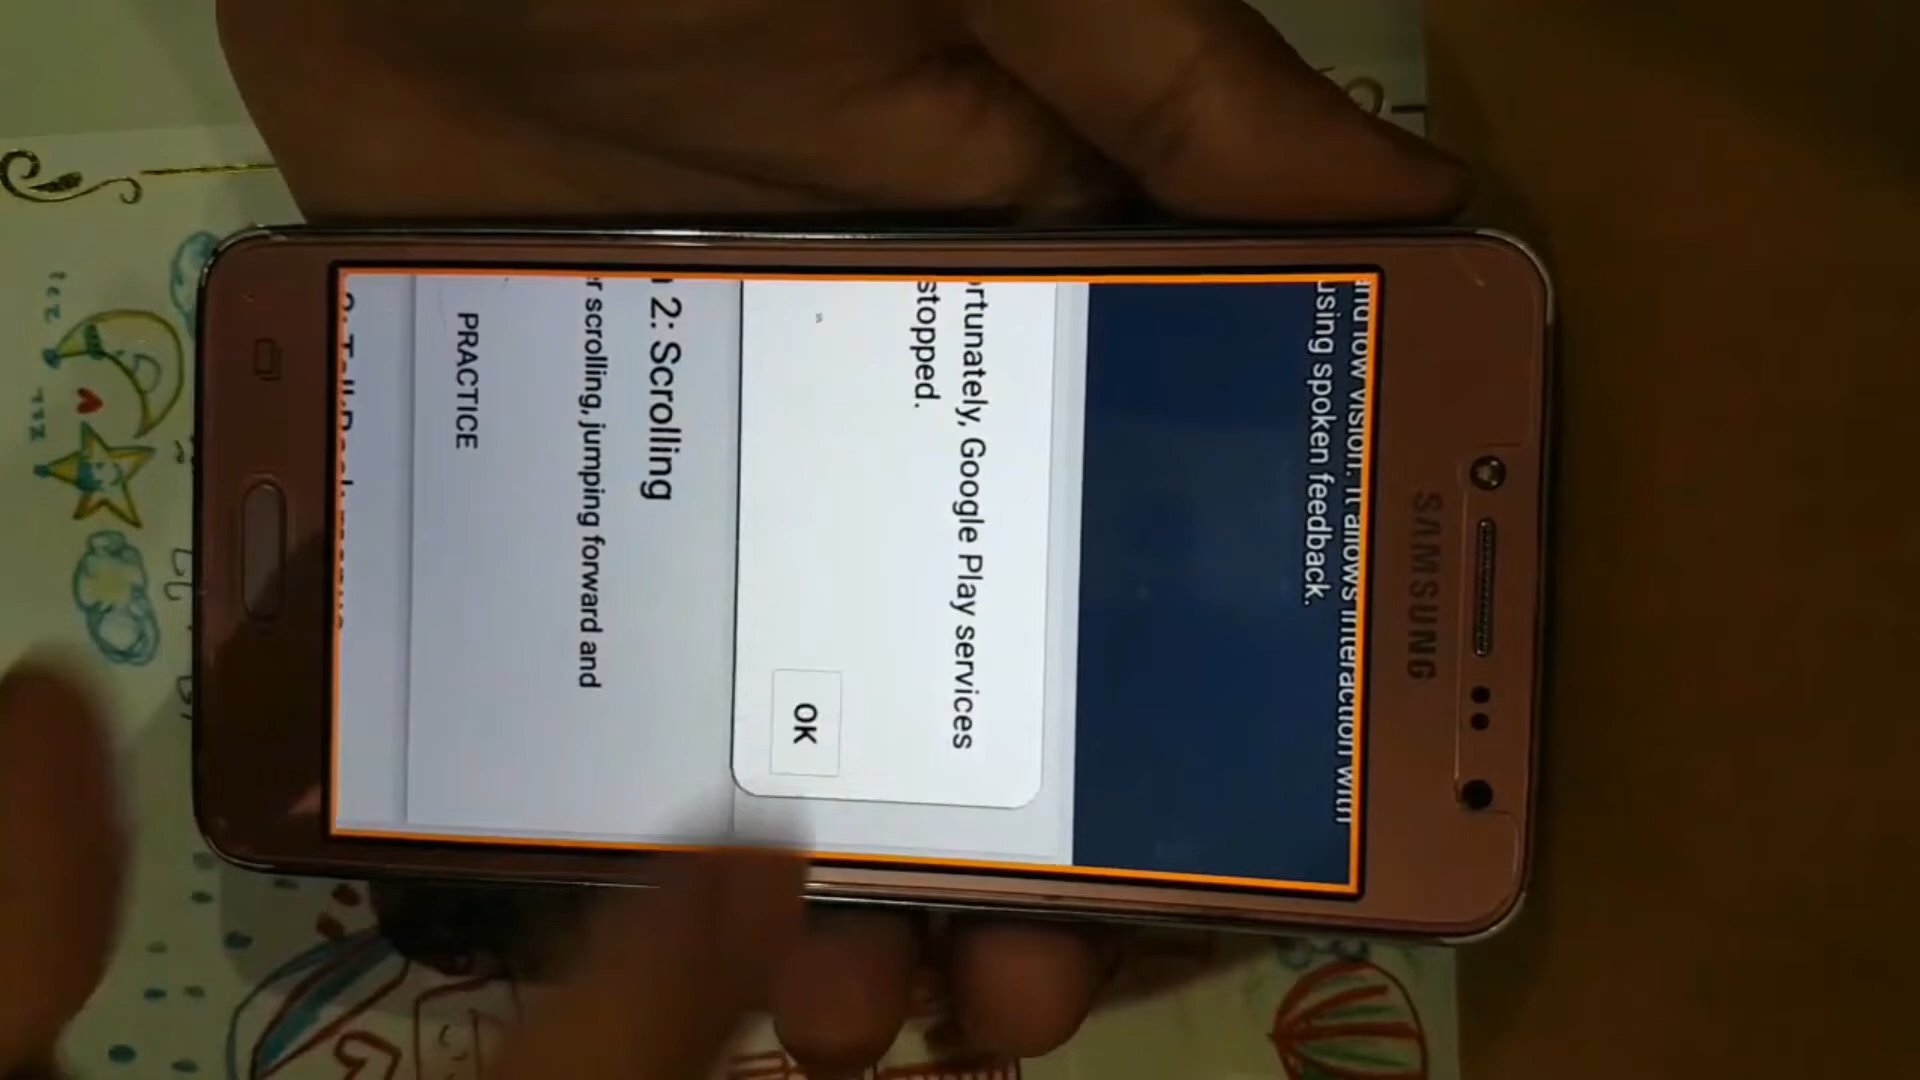 SAMSUNG
and low vision. It allows interaction with
using spoken feedback.
rtunately, Google Play services
stopped.
OK
2: Scrolling
r scrolling, jumping forward and
PRACTICE